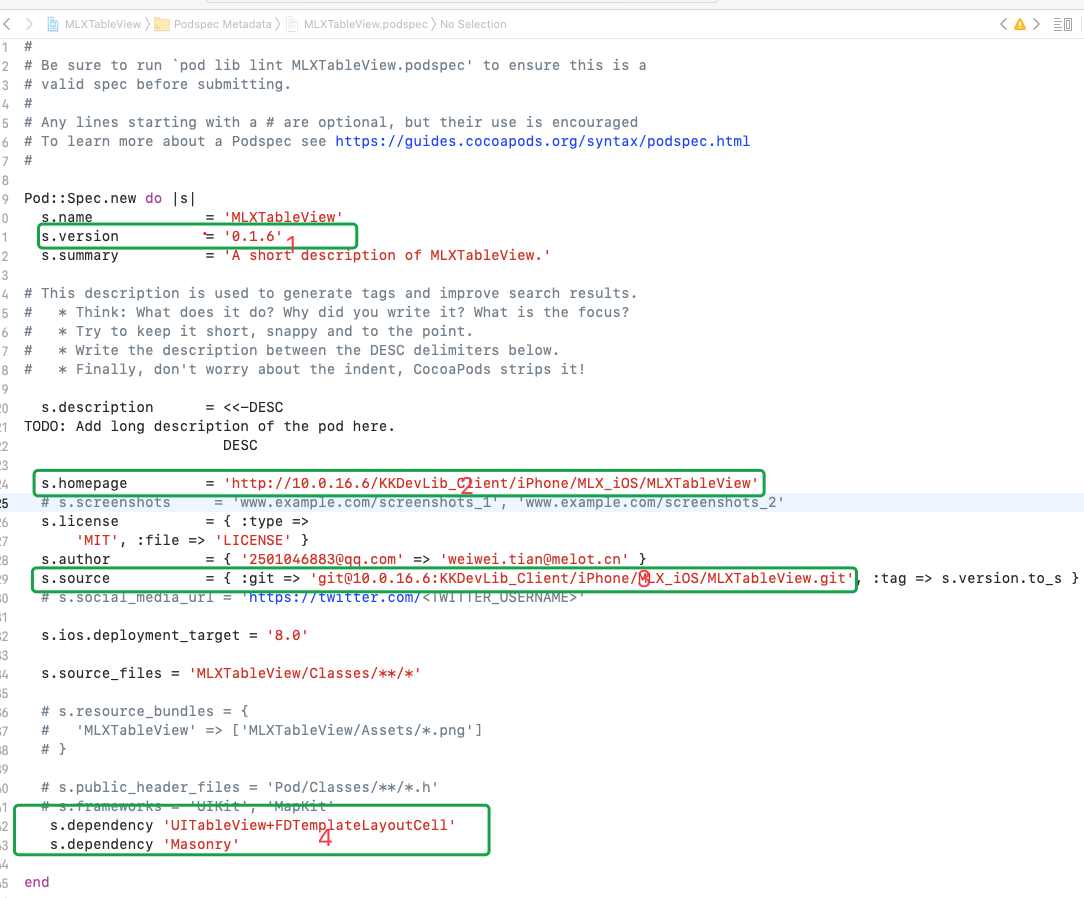 MLXTableView 〉 Podspec Metadata 〉 MLXTableView.podspec 〉 No Selection
1 #
2 # Be sure to run `pod lib lint MLXTableView.podspec' to ensure this is a
3 # valid spec before submitting.
4 #
5 # Any lines starting with a # are optional, but their use is encouraged
6 # To learn more about a Podspec see https://guides.cocoapods.org/syntax/podspec.html
7 #
8
9 Pod::Spec.new do |s|
0 s.name = 'MLXTableView'
1 s.version = '0.1.6' 1
2 s.summary = 'A short description of MLXTableView.'
3
4 # This description is used to generate tags and improve search results.
5 # * Think: What does it do? Why did you write it? What is the focus?
6 # * Try to keep it short, snappy and to the point.
7 # * Write the description between the DESC delimiters below.
8 # * Finally, don't worry about the indent, CocoaPods strips it!
9
20 s.description = <<-DESC
21 TODO: Add long description of the pod here.
22 DESC
23
24 s.homepage = 'http://10.0.16.6/KKDevLib_Client/iPhone/MLX_iOS/MLXTableView' 2
25 # s.screenshots = 'www.example.com/screenshots_1', 'www.example.com/screenshots_2'
26 s.license = { :type =>
27 'MIT', :file => 'LICENSE' }
28 s.author = { '2501046883@qq.com' => 'weiwei.tian@melot.cn' }
29 s.source = { :git => 'git@10.0.16.6:KKDevLib_Client/iPhone/MLX_iOS/MLXTableView.git', :tag => s.version.to_s } 3
30 # s.social_media_url = 'https://twitter.com/<TWITTER_USERNAME>'
31
32 s.ios.deployment_target = '8.0'
33
34 s.source_files = 'MLXTableView/Classes/**/*'
35
36 # s.resource_bundles = {
37 # 'MLXTableView' => ['MLXTableView/Assets/*.png']
38 # }
39
40 # s.public_header_files = 'Pod/Classes/**/*.h'
41 # s.frameworks = 'UIKit', 'MapKit'
42 s.dependency 'UITableView+FDTemplateLayoutCell'
43 s.dependency 'Masonry' 4
44
45 end